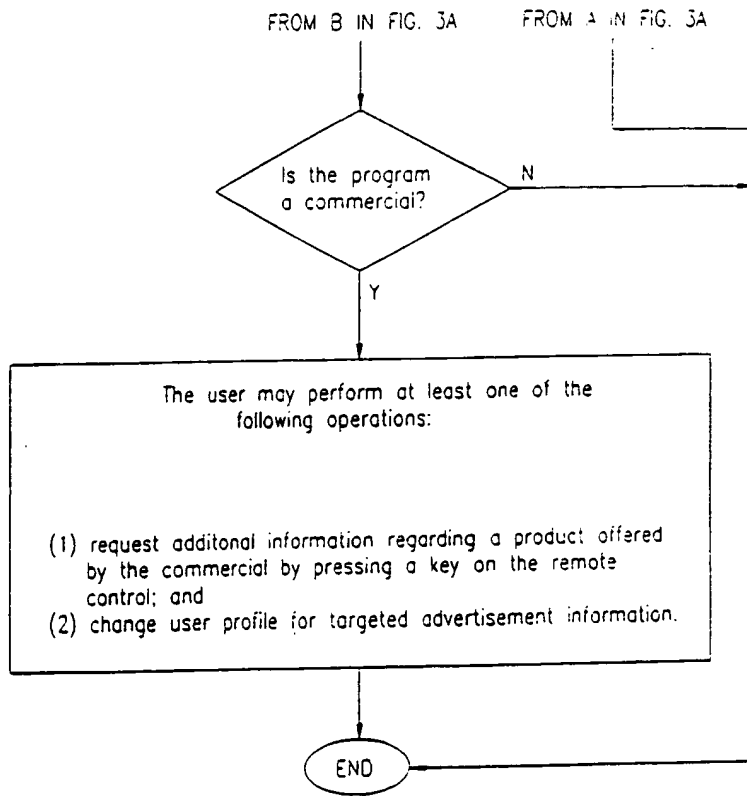 FROM B IN FIG. 3A
FROM A IN FIG. 3A
Is the program
a commercial?
N
Y
The user may perform at least one of the
following operations:
(1) request additonal information regarding a product offered
by the commercial by pressing a key on the remote
control; and
(2) change user profile for targeted advertisement information.
END